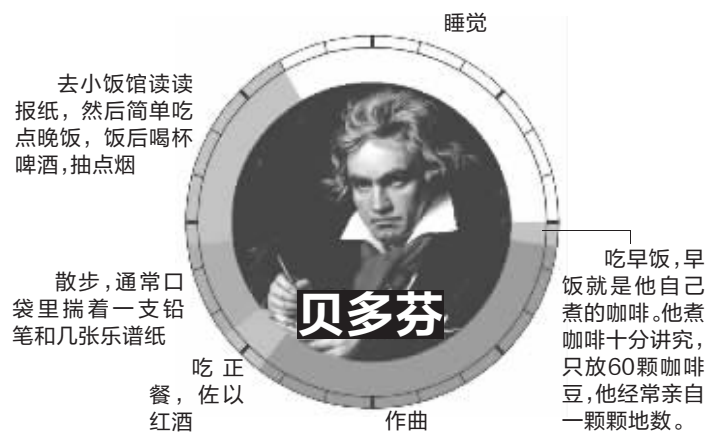 睡觉
去小饭馆读读
报纸，然后简单吃
点晚饭，饭后喝杯
啤酒,抽点烟
吃早饭,早
饭就是他自己
煮的咖啡。他煮
咖啡十分讲究,
只放60颗咖啡
豆,他经常亲自
一颗颗地数。
散步,通常口
袋里揣着一支铅
笔和几张乐谱纸
贝多芬
吃正
餐，佐以
红酒
作曲